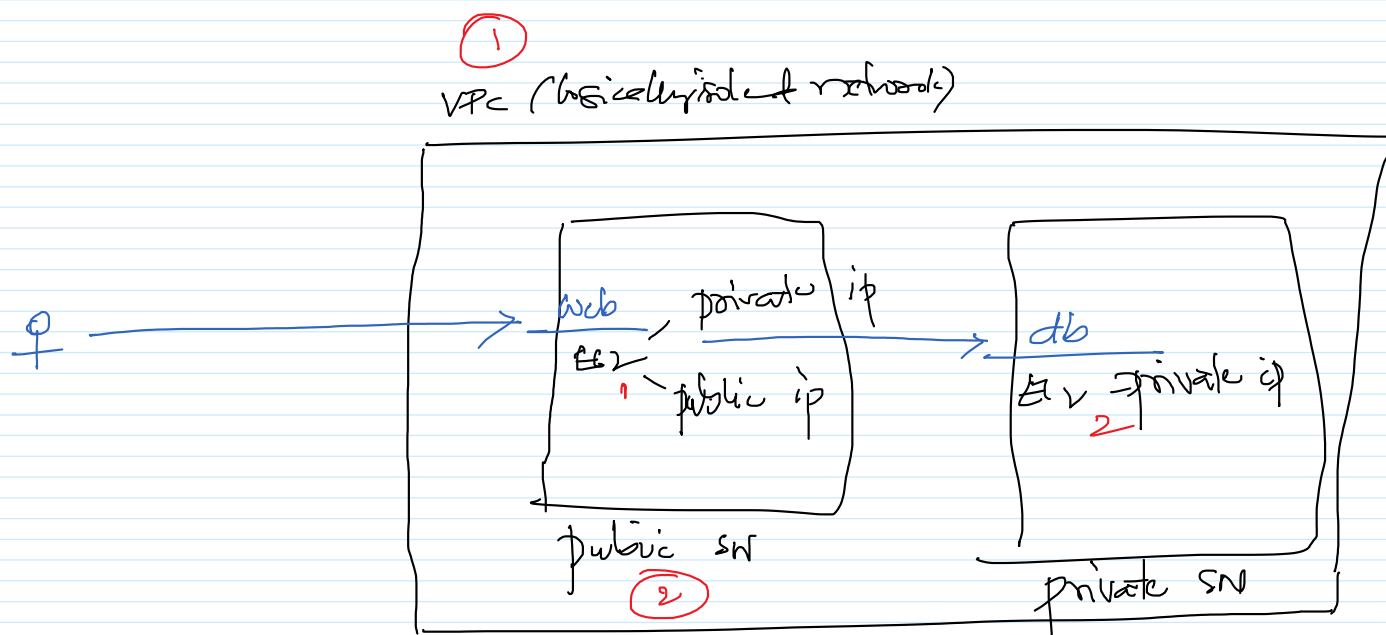 1
VPC (logically isolent network)
web
private ip
EC2
1
public ip
db
EC2 = private ip
2
public SN
2
private SN